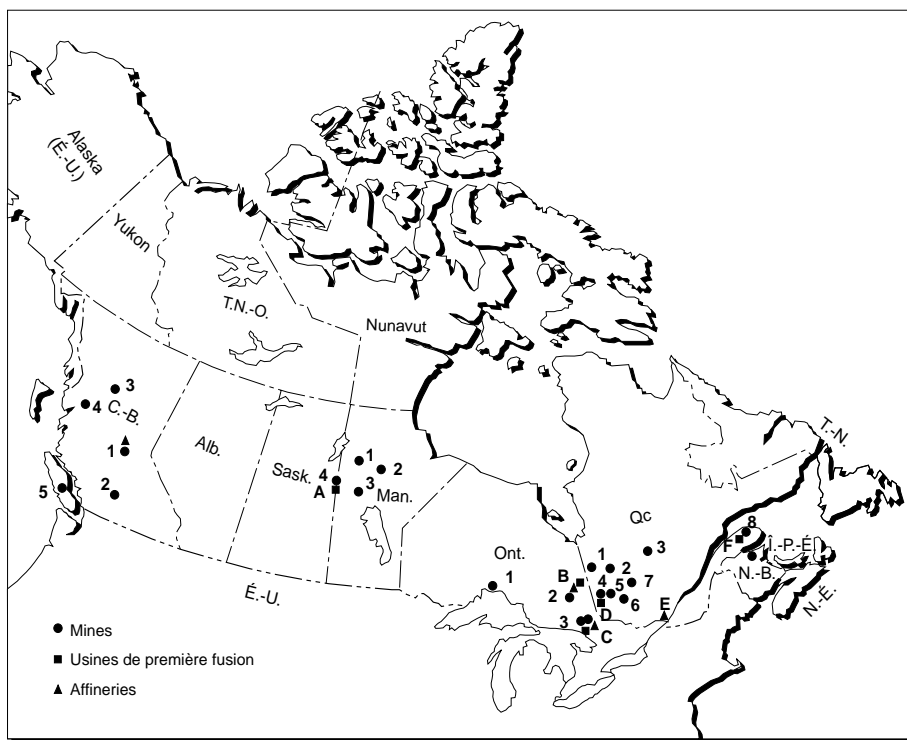 Alaska
(É.-U.)
Yukon
T.N.-O.
Nunavut
3
4
C.-B.
1
2
5
Alb.
Sask.
1
2
4
3
A
Man.
T.-N.
Qc
Ont.
É.-U.
1
B
2
3
C
1
2
3
4
5
7
6
D
E
8
F
Î.-P.-É
N.-B.
N.-É.
Mines
Usines de première fusion
Affineries